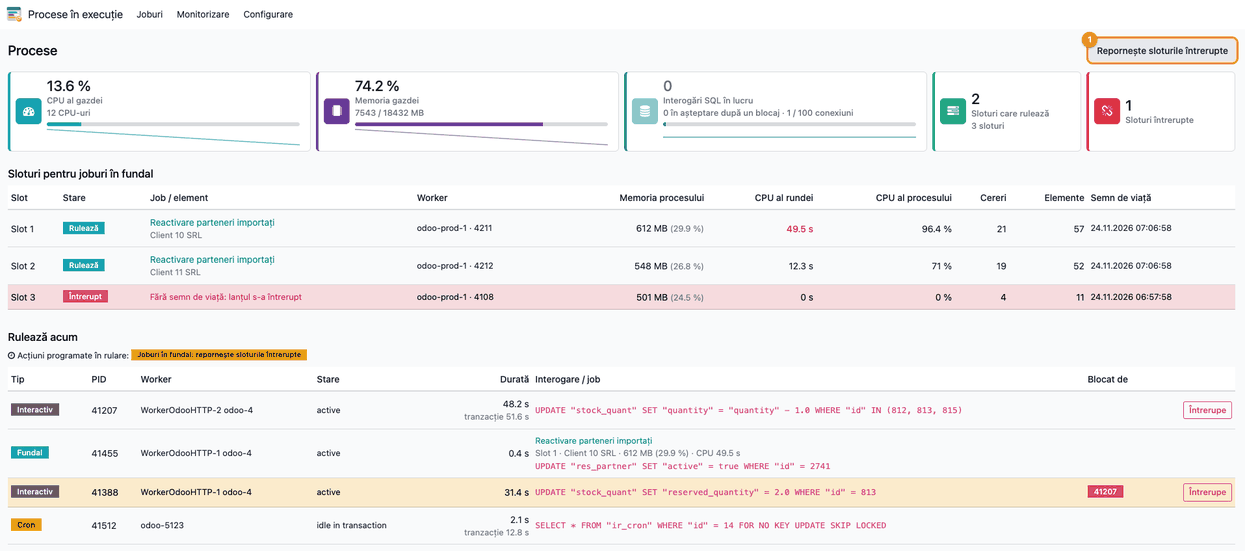 Procese în execuție Joburi Monitorizare Configurare
Procese
1 Repornește sloturile întrerupte
13.6 %
CPU al gazdei
12 CPU-uri
74.2 %
Memoria gazdei
7543 / 18432 MB
0
Interogări SQL în lucru
0 în așteptare după un blocaj · 1 / 100 conexiuni
2
Sloturi care rulează
3 sloturi
1
Sloturi întrerupte
Sloturi pentru joburi în fundal
Slot Stare Job / element Worker Memoria procesului CPU al rundei CPU al procesului Cereri Elemente Semn de viață
Slot 1 Rulează Reactivare parteneri importați odoo-prod-1 · 4211 612 MB (29.9 %) 49.5 s 96.4 % 21 57 24.11.2026 07:06:58
Client 10 SRL
Slot 2 Rulează Reactivare parteneri importați odoo-prod-1 · 4212 548 MB (26.8 %) 12.3 s 71 % 19 52 24.11.2026 07:06:58
Client 11 SRL
Slot 3 Întrerupt Fără semn de viață: lanțul s-a întrerupt odoo-prod-1 · 4108 501 MB (24.5 %) 0 s 0 % 4 11 24.11.2026 06:57:58
Rulează acum
Acțiuni programate în rulare: Joburi în fundal: repornește sloturile întrerupte
Tip PID Worker Stare Durată Interogare / job Blocat de
Interactiv 41207 WorkerOdooHTTP-2 odoo-4 active 48.2 s UPDATE "stock_quant" SET "quantity" = "quantity" - 1.0 WHERE "id" IN (812, 813, 815) Întrerupe
tranzacție 51.6 s
Reactivare parteneri importați
Fundal 41455 WorkerOdooHTTP-1 odoo-4 active 0.4 s Slot 1 · Client 10 SRL · 612 MB (29.9 %) · CPU 49.5 s
UPDATE "res_partner" SET "active" = true WHERE "id" = 2741
Interactiv 41388 WorkerOdooHTTP-1 odoo-4 active 31.4 s UPDATE "stock_quant" SET "reserved_quantity" = 2.0 WHERE "id" = 813 41207 Întrerupe
Cron 41512 odoo-5123 idle in transaction 2.1 s SELECT * FROM "ir_cron" WHERE "id" = 14 FOR NO KEY UPDATE SKIP LOCKED
tranzacție 12.8 s